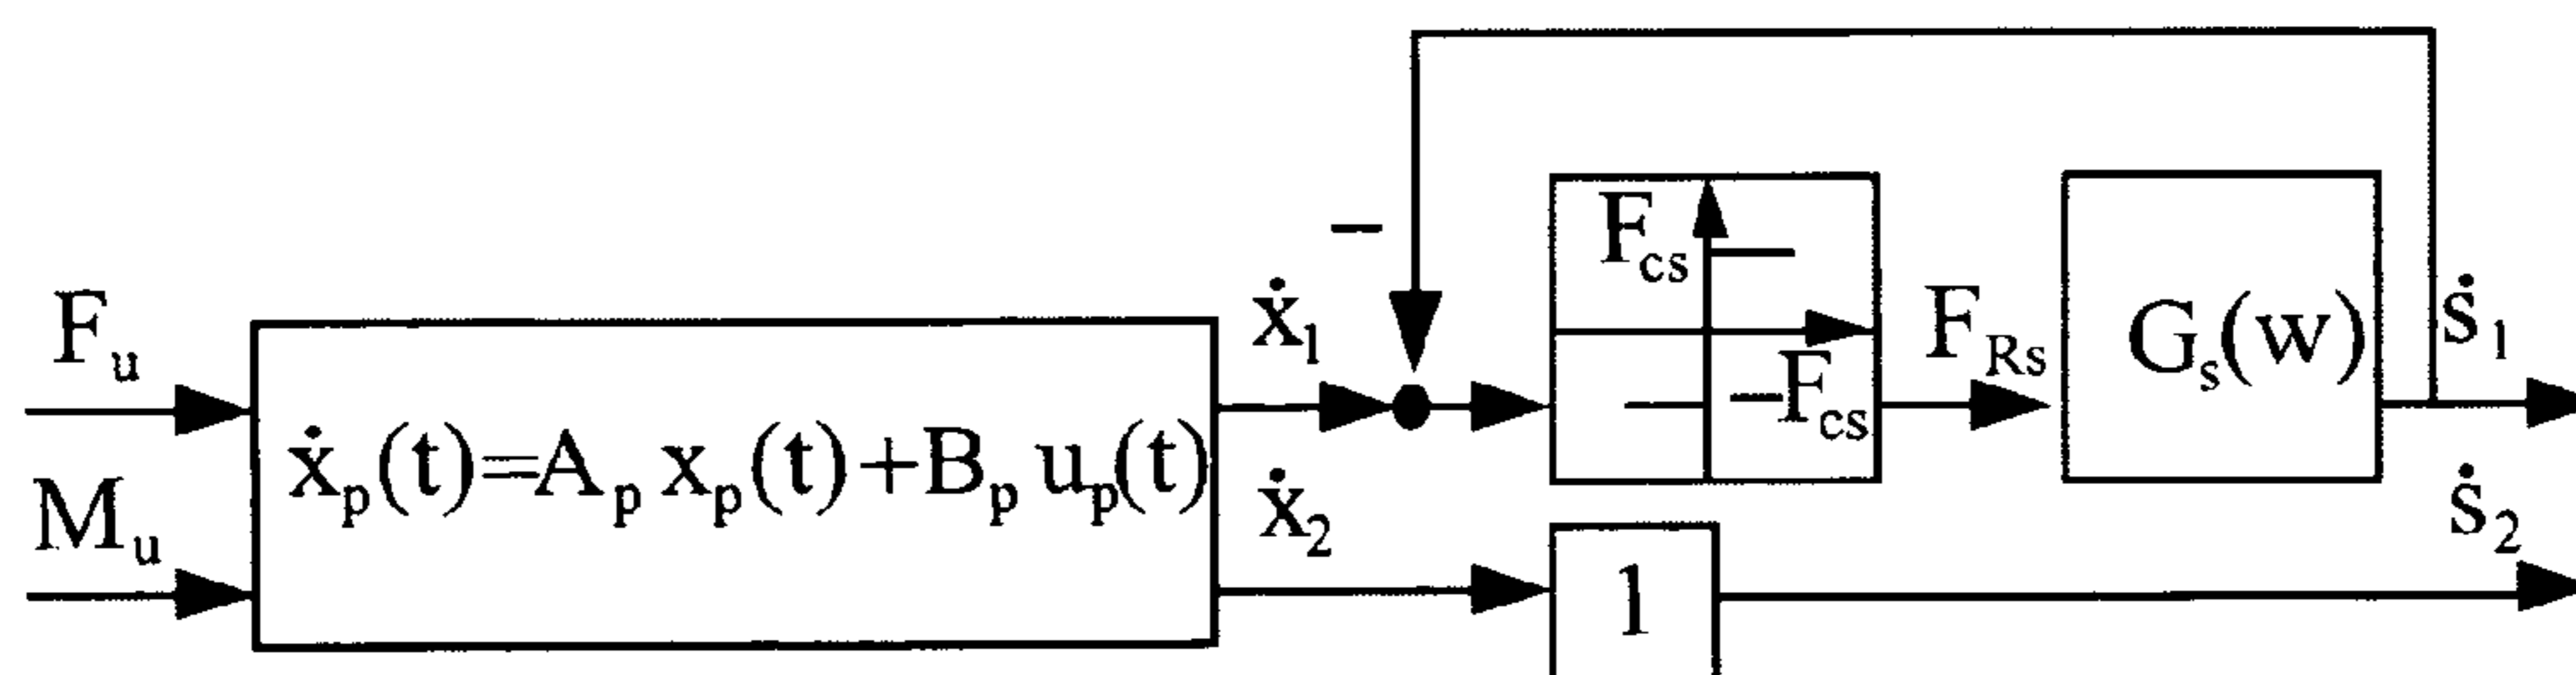 F_u
M_u
ẋ_p(t)=A_p x_p(t)+B_p u_p(t)
ẋ_1
ẋ_2
−
F_cs
−F_cs
F_Rs
G_s(w)
1
ṡ_1
ṡ_2